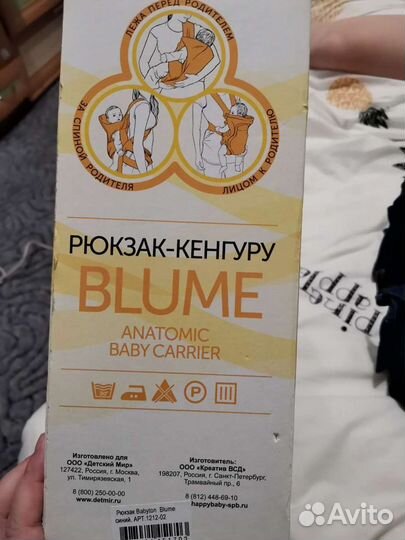 ЛЕЖА ПЕРЕД РОДИТЕЛЕМ
ЗА СПИНОЙ РОДИТЕЛЯ
ЛИЦОМ К РОДИТЕЛЮ
РЮКЗАК-КЕНГУРУ
BLUME
ANATOMIC
BABY CARRIER
P
Изготовлено для
ООО «Детский Мир»
127422, Россия, г. Москва,
ул. Тимирязевская, 1
8 (800) 250-00-00
www.detmir.ru
Изготовитель:
ООО «Креатив ВСД»
198207, Россия, г. Санкт-Петербург,
Трамвайный пр., 6
8 (812) 448-69-10
happybaby-spb.ru
Рюкзак Babyton Blume
синий, АРТ 1212-02
apple
Avito